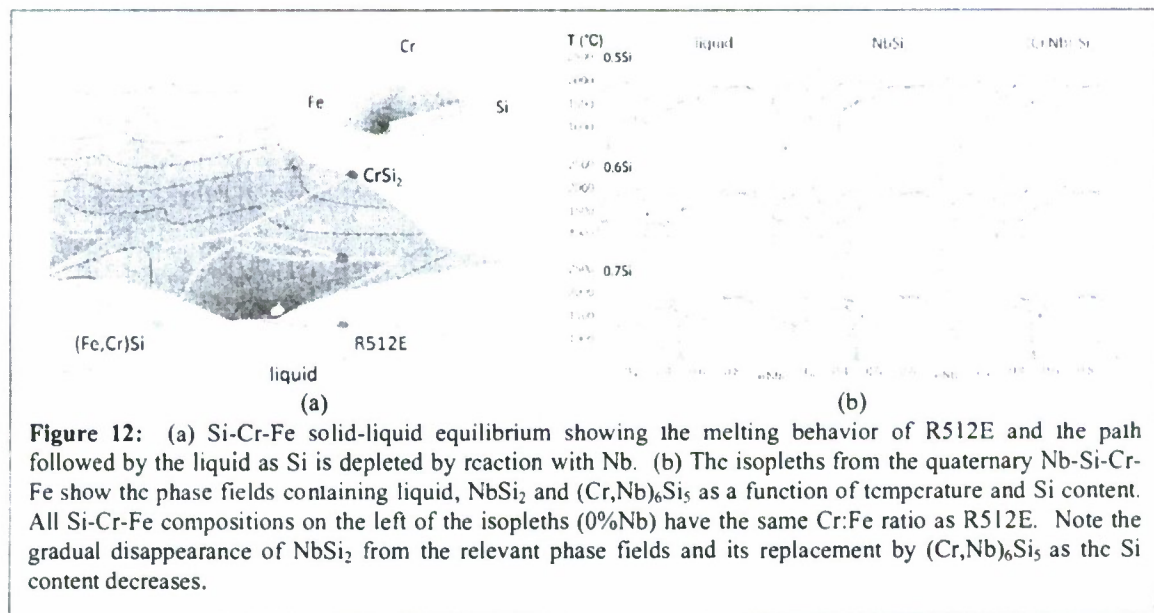 Cr
Fe
Si
CrSi₂
(Fe,Cr)Si
R512E
liquid
(a)
T (°C)
liquid
NbSi
0.5Si
0.6Si
0.7Si
(b)
Figure 12: (a) Si-Cr-Fe solid-liquid equilibrium showing the melting behavior of R512E and the path
followed by the liquid as Si is depleted by reaction with Nb. (b) The isopleths from the quaternary Nb-Si-Cr-
Fe show the phase fields containing liquid, NbSi₂ and (Cr,Nb)₆Si₅ as a function of temperature and Si content.
All Si-Cr-Fe compositions on the left of the isopleths (0%Nb) have the same Cr:Fe ratio as R512E. Note the
gradual disappearance of NbSi₂ from the relevant phase fields and its replacement by (Cr,Nb)₆Si₅ as the Si
content decreases.